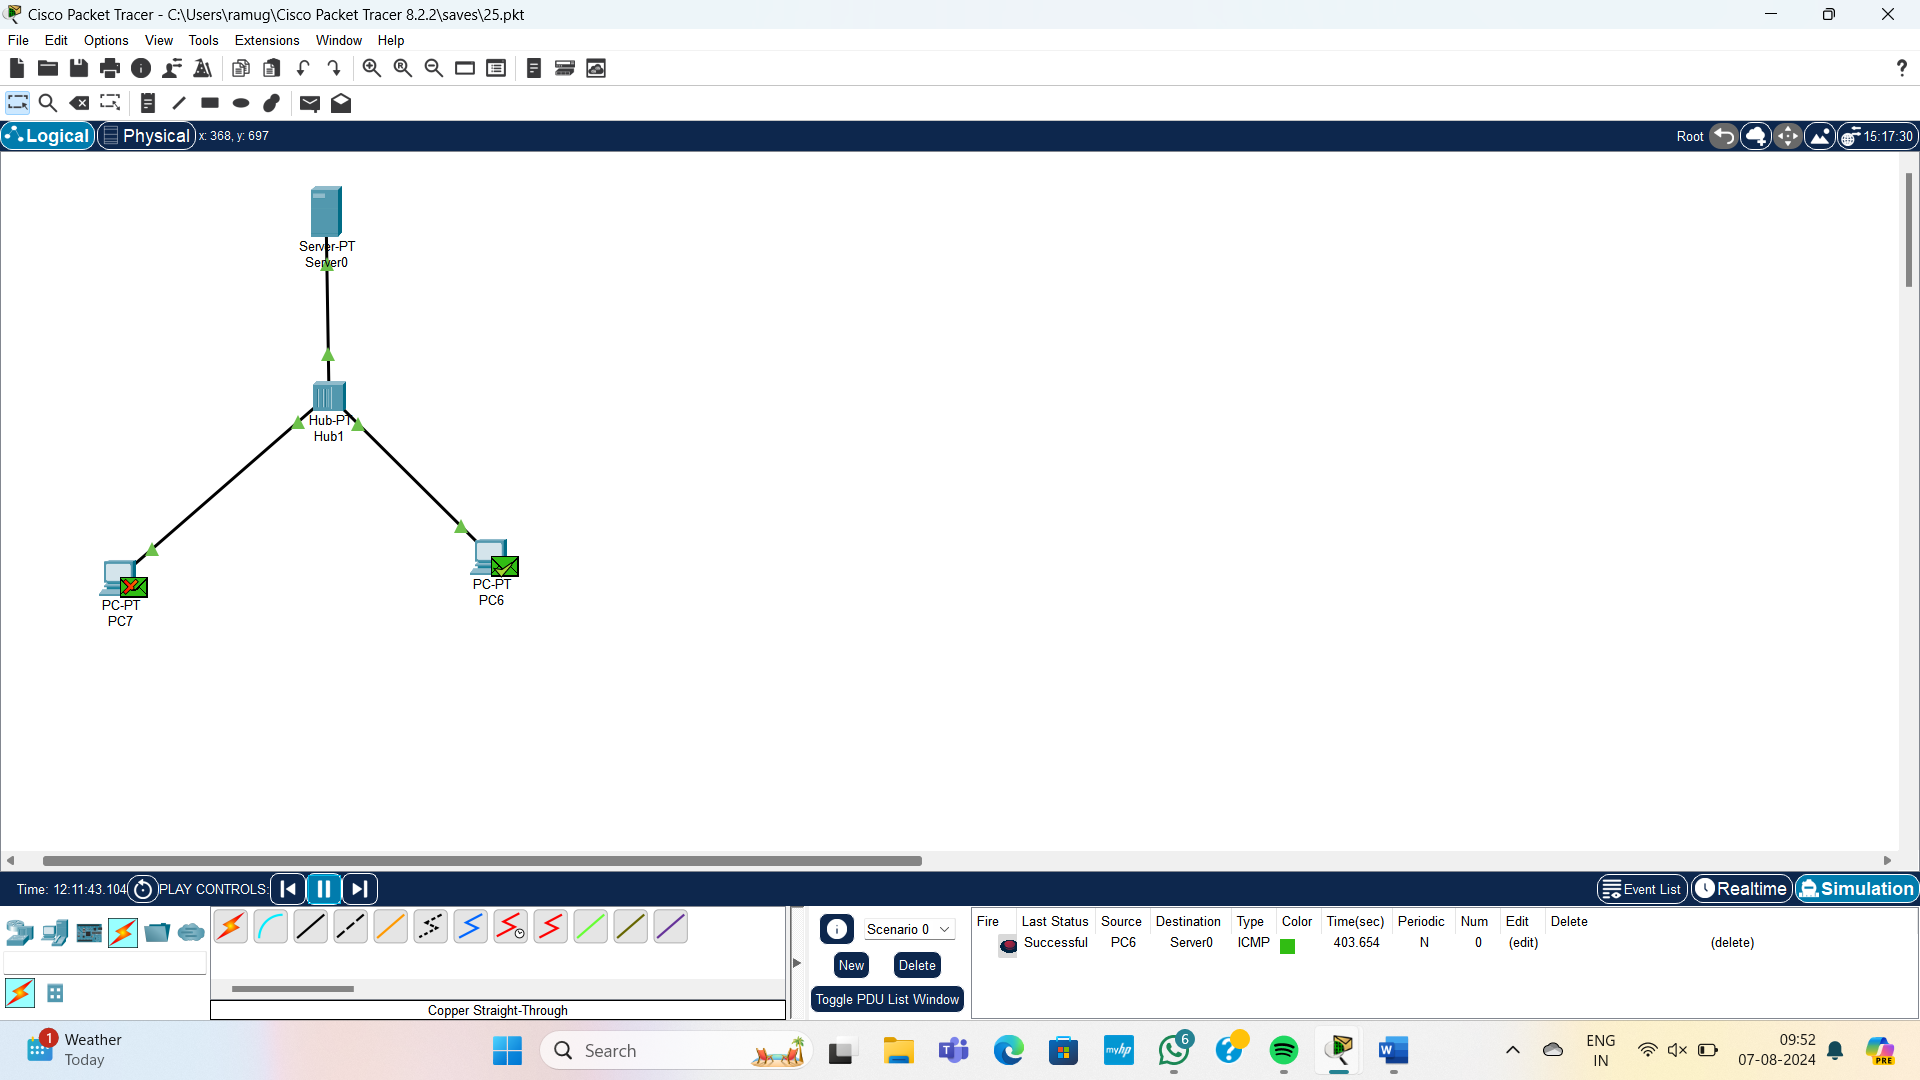 Cisco Packet Tracer - C:\Users\ramug\Cisco Packet Tracer 8.2.2\saves\25.pkt
File Edit Options View Tools Extensions Window Help
?
Logical Physical x: 368, y: 697 Root 15:17:30
Server-PT
Server0
Hub-PT
Hub1
PC-PT
PC6
PC-PT
PC7
Time: 12:11:43.104 PLAY CONTROLS: Event List Realtime Simulation
Scenario 0
New Delete
Toggle PDU List Window
Fire Last Status Source Destination Type Color Time(sec) Periodic Num Edit Delete
Successful PC6 Server0 ICMP 403.654 N 0 (edit) (delete)
Copper Straight-Through
1 Weather
Today
Search
myhp
6
ENG
IN
09:52
07-08-2024
PRE